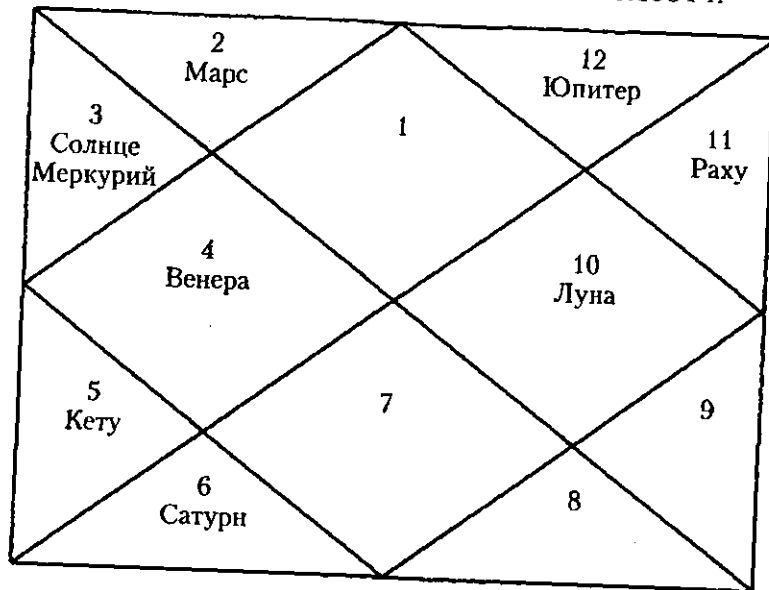 2
Марс
12
Юпитер
3
Солнце
Меркурий
1
11
Раху
4
Венера
10
Луна
5
Кету
7
9
6
Сатурн
8